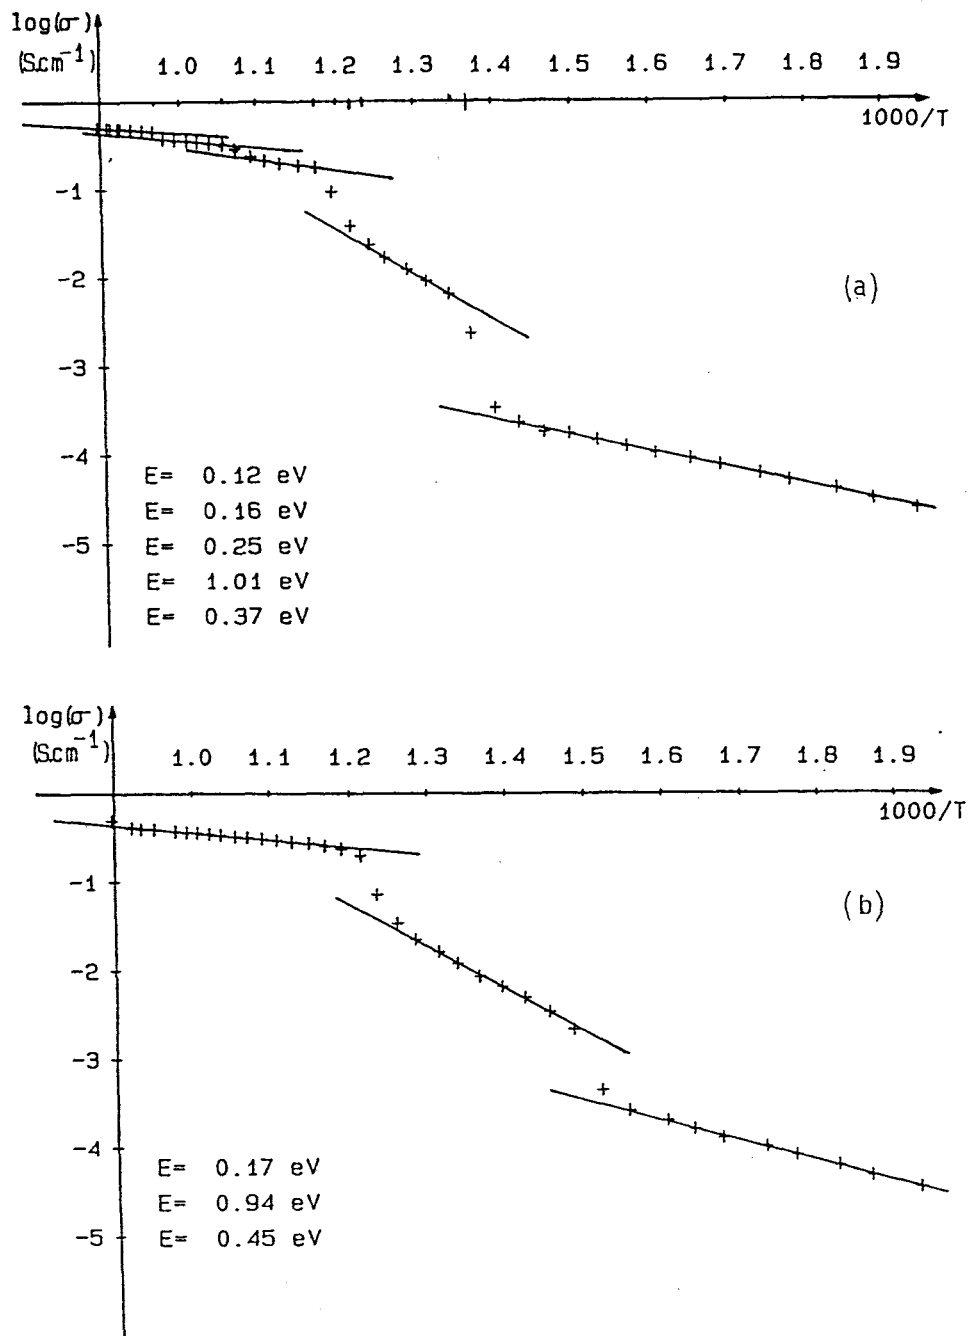 log(σ)
(S.cm⁻¹)
1.0 1.1 1.2 1.3 1.4 1.5 1.6 1.7 1.8 1.9
1000/T
-1
-2
(a)
-3
-4
-5
E= 0.12 eV
E= 0.16 eV
E= 0.25 eV
E= 1.01 eV
E= 0.37 eV
log(σ)
(S.cm⁻¹)
1.0 1.1 1.2 1.3 1.4 1.5 1.6 1.7 1.8 1.9
1000/T
-1
(b)
-2
-3
-4
-5
E= 0.17 eV
E= 0.94 eV
E= 0.45 eV